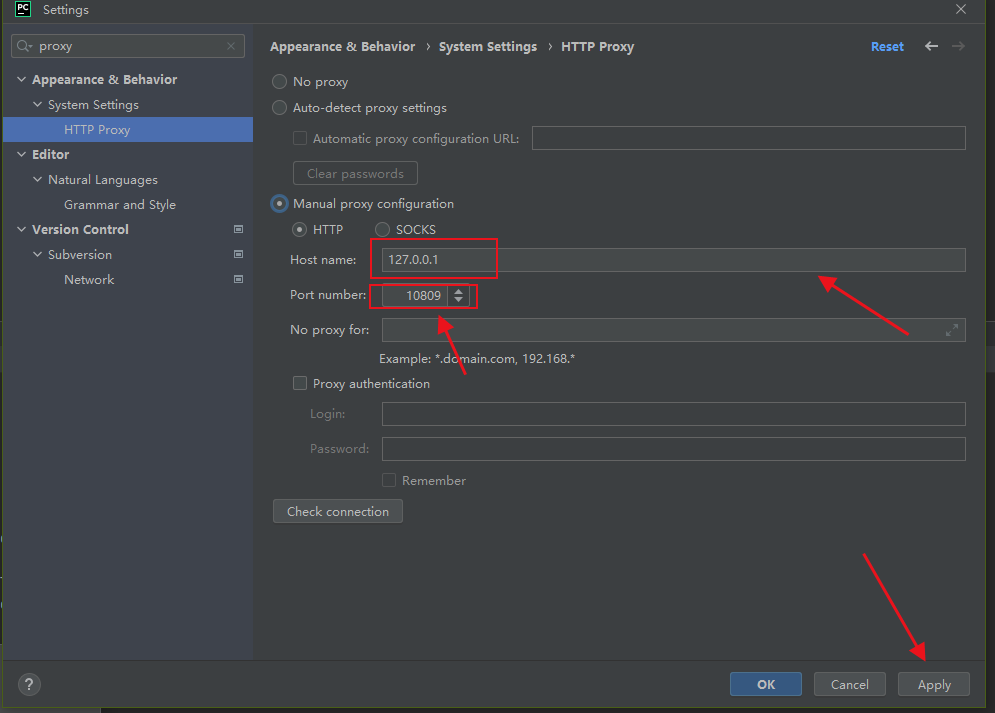 PC Settings
proxy
Appearance & Behavior
System Settings
HTTP Proxy
Editor
Natural Languages
Grammar and Style
Version Control
Subversion
Network
Appearance & Behavior › System Settings › HTTP Proxy Reset
No proxy
Auto-detect proxy settings
Automatic proxy configuration URL:
Clear passwords
Manual proxy configuration
HTTP SOCKS
Host name: 127.0.0.1
Port number: 10809
No proxy for:
Example: *.domain.com, 192.168.*
Proxy authentication
Login:
Password:
Remember
Check connection
? OK Cancel Apply